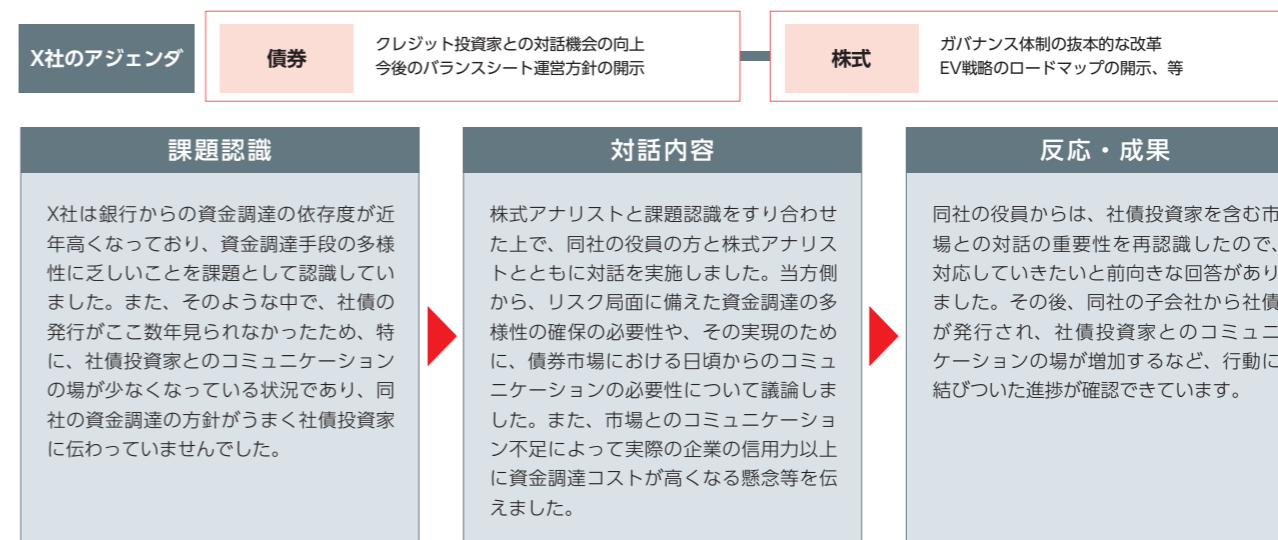 X社のアジェンダ
債券
クレジット投資家との対話機会の向上
今後のバランスシート運営方針の開示
株式
ガバナンス体制の抜本的な改革
EV戦略のロードマップの開示、等
課題認識
X社は銀行からの資金調達の依存度が近
年高くなっており、資金調達手段の多様
性に乏しいことを課題として認識してい
ました。また、そのような中で、社債の
発行がここ数年見られなかったため、特
に、社債投資家とのコミュニケーション
の場が少なくなっている状況であり、同
社の資金調達の方針がうまく社債投資家
に伝わっていませんでした。
対話内容
株式アナリストと課題認識をすり合わせ
た上で、同社の役員の方と株式アナリス
トとともに対話を実施しました。当方側
から、リスク局面に備えた資金調達の多
様性の確保の必要性や、その実現のため
に、債券市場における日頃からのコミュ
ニケーションの必要性について議論しま
した。また、市場とのコミュニケーショ
ン不足によって実際の企業の信用力以上
に資金調達コストが高くなる懸念等を伝
えました。
反応・成果
同社の役員からは、社債投資家を含む市
場との対話の重要性を再認識したので、
対応していきたいと前向きな回答があり
ました。その後、同社の子会社から社債
が発行され、社債投資家とのコミュニ
ケーションの場が増加するなど、行動に
結びついた進捗が確認できています。